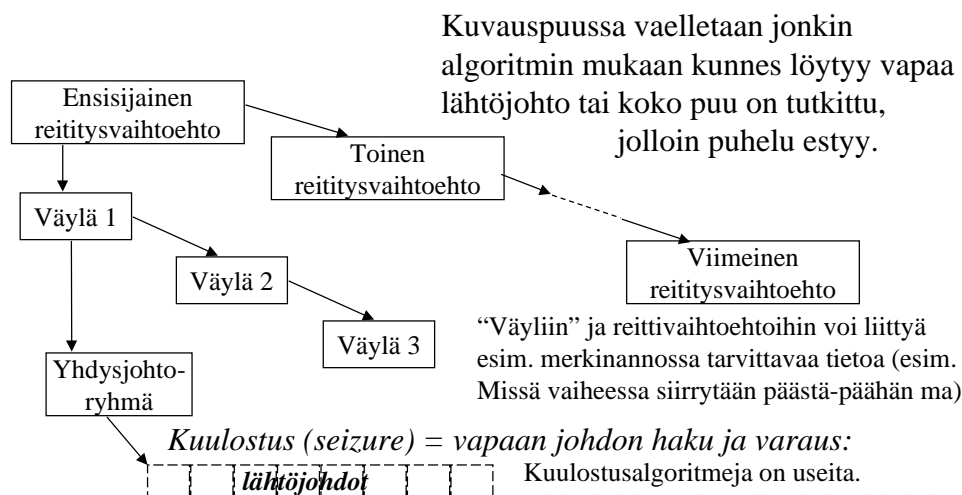 Kuvauspuussa vaelletaan jonkin
algoritmin mukaan kunnes löytyy vapaa
lähtöjohto tai koko puu on tutkittu,
jolloin puhelu estyy.
Ensisijainen
reititysvaihtoehto
Toinen
reititysvaihtoehto
Väylä 1
Väylä 2
Viimeinen
reititysvaihtoehto
Väylä 3
“Väyliin” ja reittivaihtoehtoihin voi liittyä
esim. merkinannossa tarvittavaa tietoa (esim.
Missä vaiheessa siirrytään päästä-päähän ma)
Yhdysjohto-
ryhmä
Kuulostus (seizure) = vapaan johdon haku ja varaus:
lähtöjohdot
Kuulostusalgoritmeja on useita.